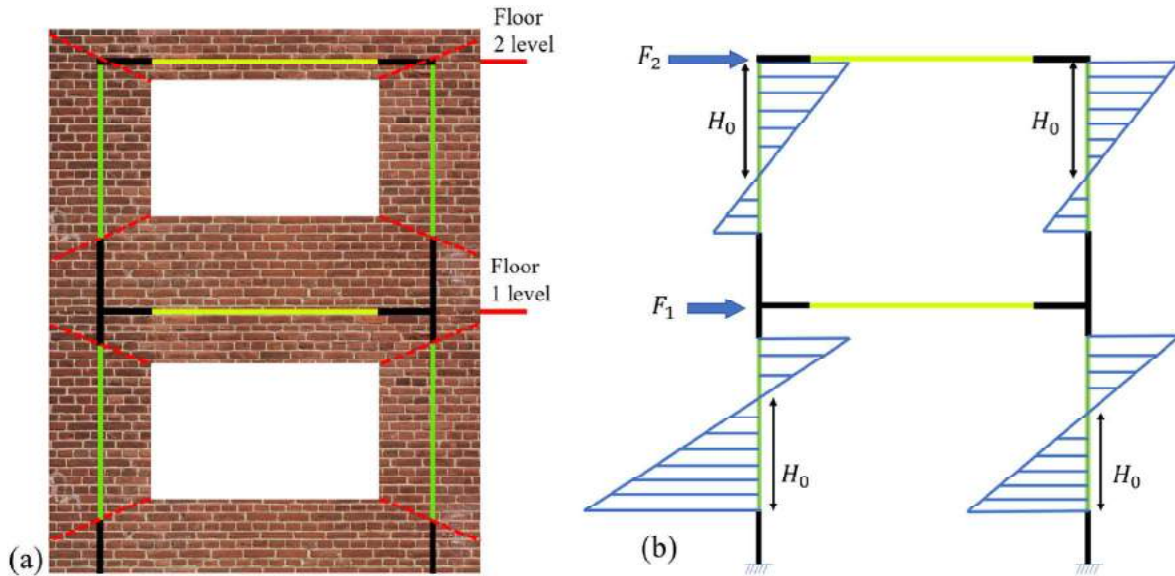 Floor
2 level
Floor
1 level
(a)
F₂
H₀
H₀
F₁
H₀
H₀
(b)